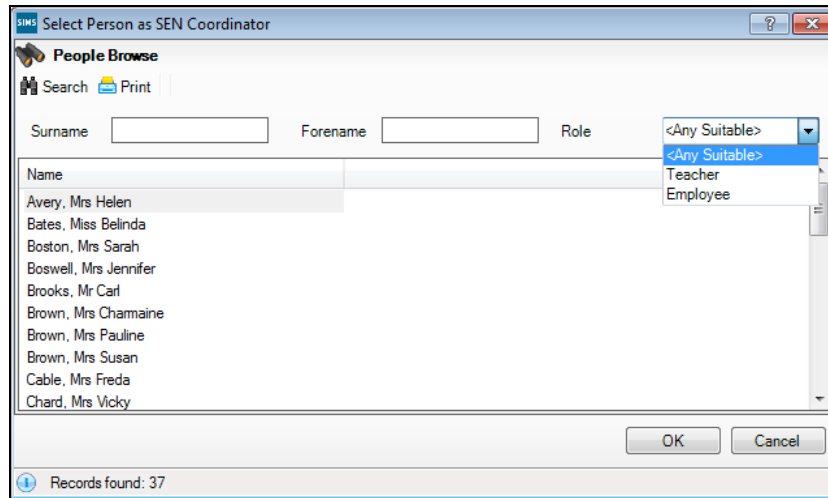 SIMS Select Person as SEN Coordinator ? X
People Browse
Search Print
Surname Forename Role <Any Suitable>
<Any Suitable>
Teacher
Employee
Name
Avery, Mrs Helen
Bates, Miss Belinda
Boston, Mrs Sarah
Boswell, Mrs Jennifer
Brooks, Mr Carl
Brown, Mrs Charmaine
Brown, Mrs Pauline
Brown, Mrs Susan
Cable, Mrs Freda
Chard, Mrs Vicky
OK Cancel
Records found: 37